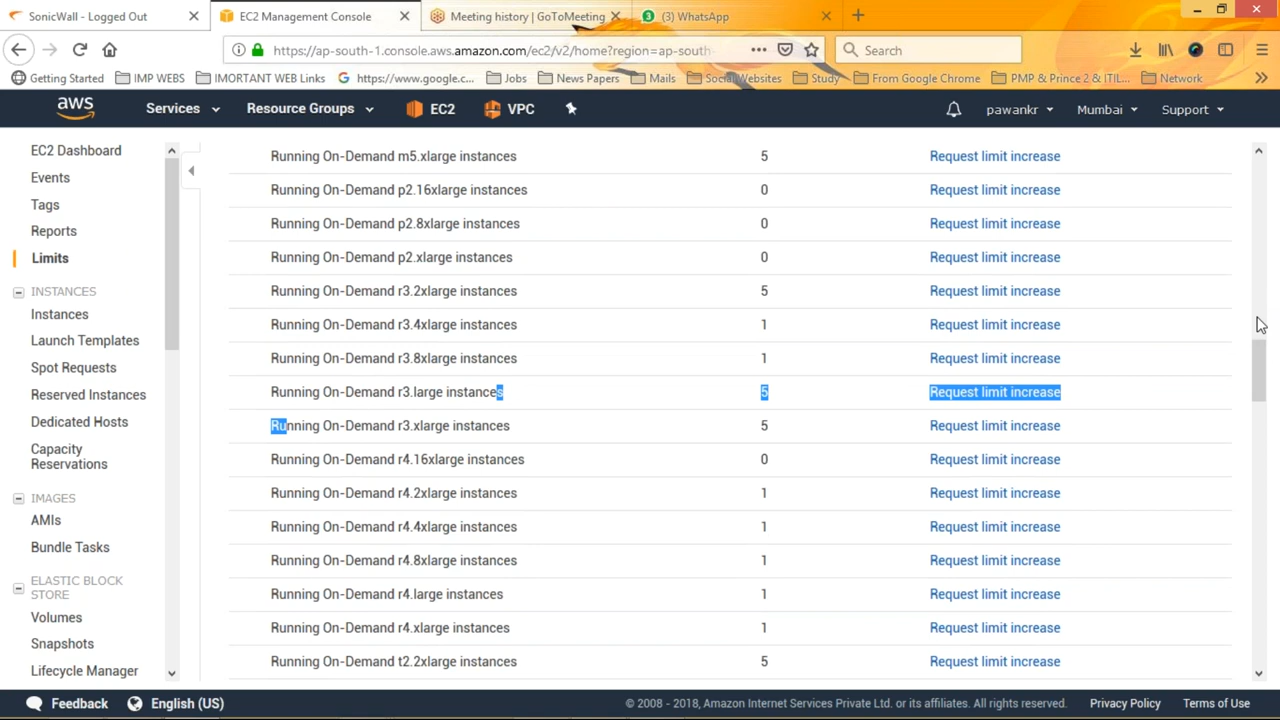 SonicWall - Logged Out
EC2 Management Console
Meeting history | GoToMeeting
(3) WhatsApp
https://ap-south-1.console.aws.amazon.com/ec2/v2/home?region=ap-south-
Search
Getting Started
IMP WEBS
IMORTANT WEB Links
https://www.google.c...
Jobs
News Papers
Mails
Social Websites
Study
From Google Chrome
PMP & Prince 2 & ITIL...
Network
aws
Services
Resource Groups
EC2
VPC
pawankr
Mumbai
Support
EC2 Dashboard
Events
Tags
Reports
Limits
INSTANCES
Instances
Launch Templates
Spot Requests
Reserved Instances
Dedicated Hosts
Capacity
Reservations
IMAGES
AMIs
Bundle Tasks
ELASTIC BLOCK
STORE
Volumes
Snapshots
Lifecycle Manager
Running On-Demand m5.xlarge instances 5 Request limit increase
Running On-Demand p2.16xlarge instances 0 Request limit increase
Running On-Demand p2.8xlarge instances 0 Request limit increase
Running On-Demand p2.xlarge instances 0 Request limit increase
Running On-Demand r3.2xlarge instances 5 Request limit increase
Running On-Demand r3.4xlarge instances 1 Request limit increase
Running On-Demand r3.8xlarge instances 1 Request limit increase
Running On-Demand r3.large instances 5 Request limit increase
Running On-Demand r3.xlarge instances 5 Request limit increase
Running On-Demand r4.16xlarge instances 0 Request limit increase
Running On-Demand r4.2xlarge instances 1 Request limit increase
Running On-Demand r4.4xlarge instances 1 Request limit increase
Running On-Demand r4.8xlarge instances 1 Request limit increase
Running On-Demand r4.large instances 1 Request limit increase
Running On-Demand r4.xlarge instances 1 Request limit increase
Running On-Demand t2.2xlarge instances 5 Request limit increase
Feedback
English (US)
© 2008 - 2018, Amazon Internet Services Private Ltd. or its affiliates. All rights reserved.
Privacy Policy
Terms of Use